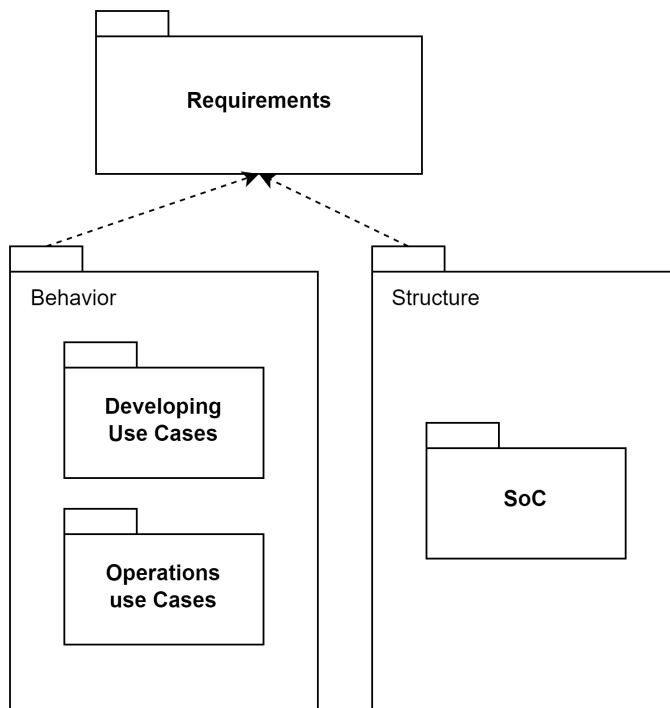 Requirements
Behavior
Structure
Developing
Use Cases
SoC
Operations
use Cases